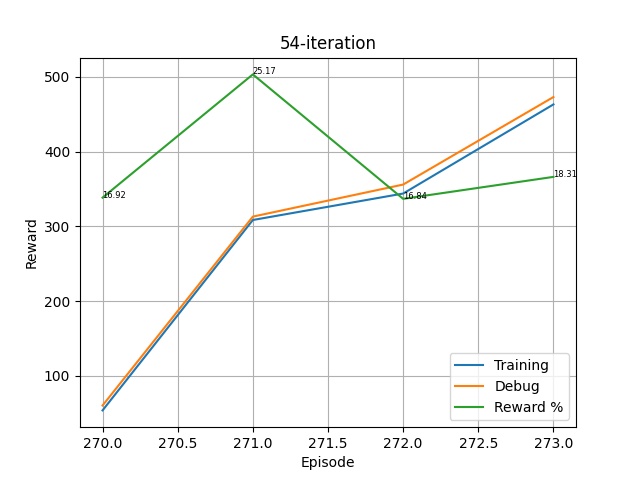 54-iteration
500
400
300
200
100
Reward
25.17
16.92
16.84
18.31
Training
Debug
Reward %
270.0 270.5 271.0 271.5 272.0 272.5 273.0
Episode